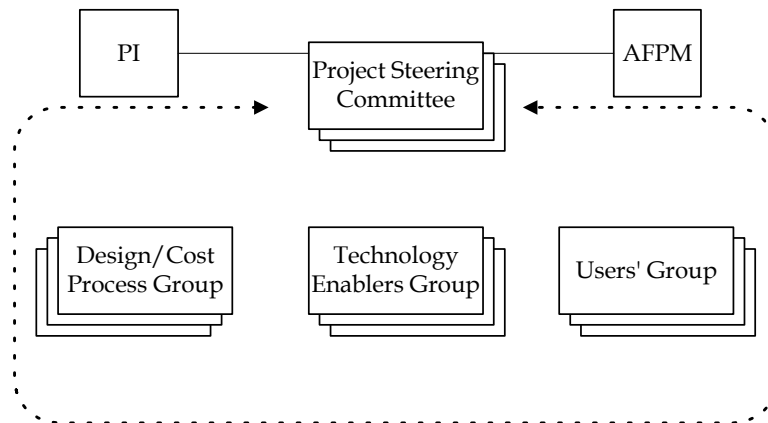 PI
Project Steering
Committee
AFPM
Design/Cost
Process Group
Technology
Enablers Group
Users' Group